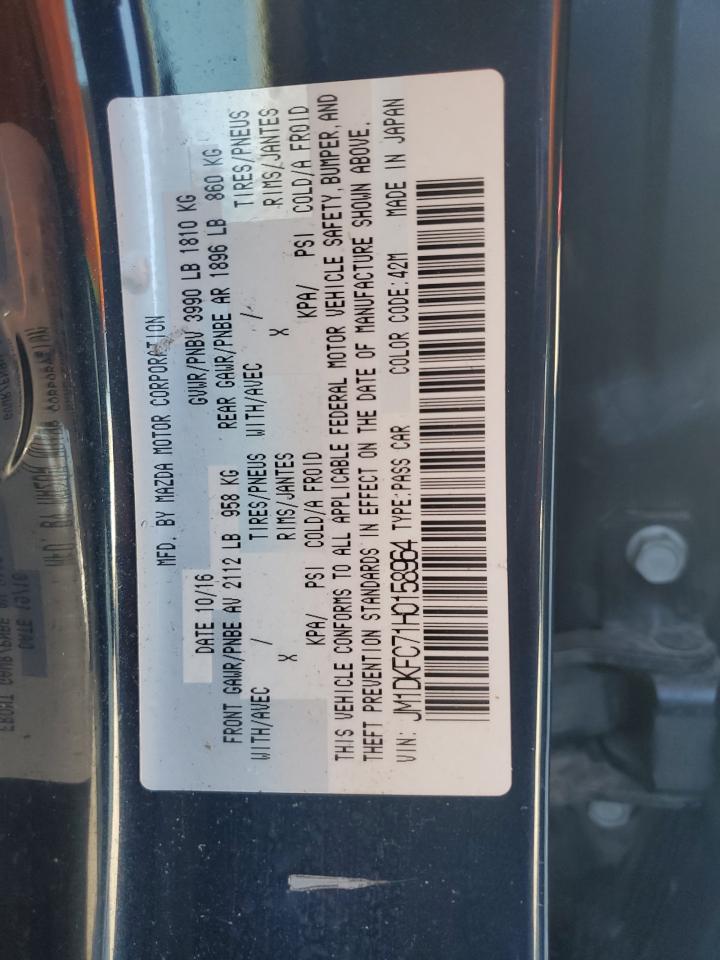 MFD. BY MAZDA MOTOR CORPORATION
DATE 10/16 GVWR/PNBV 3990 LB 1810 KG
FRONT GAWR/PNBE AV 2112 LB 958 KG REAR GAWR/PNBE AR 1896 LB 860 KG
WITH/AVEC / TIRES/PNEUS WITH/AVEC / TIRES/PNEUS
X RIMS/JANTES X RIMS/JANTES
KPA/ PSI COLD/A FROID KPA/ PSI COLD/A FROID
THIS VEHICLE CONFORMS TO ALL APPLICABLE FEDERAL MOTOR VEHICLE SAFETY, BUMPER, AND
THEFT PREVENTION STANDARDS IN EFFECT ON THE DATE OF MANUFACTURE SHOWN ABOVE.
VIN: JM1DKFC71H0158964 TYPE:PASS CAR COLOR CODE:42M MADE IN JAPAN